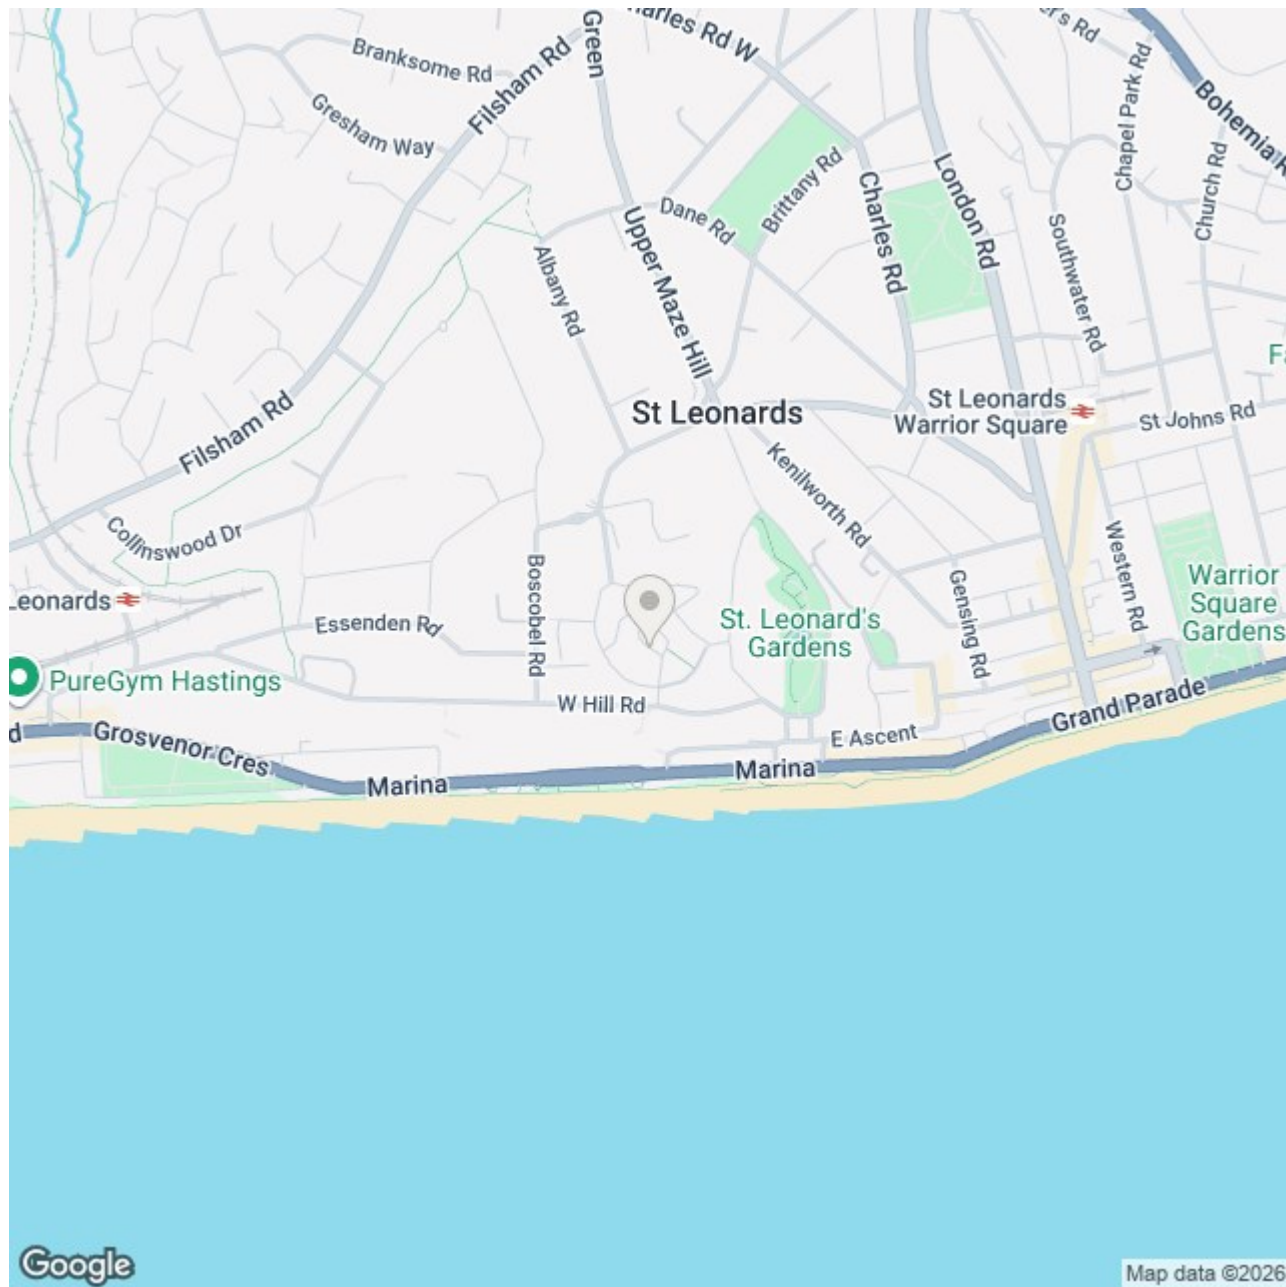 Branksome Rd
Filsham Rd
Green
Charles Rd W
Chapel Park Rd
Bohemia
Gresham Way
London Rd
Church Rd
Brittany Rd
Charles Rd
Dane Rd
Upper Maze Hill
Southwater Rd
Albany Rd
St Leonards
St Leonards
Warrior Square
St Johns Rd
Filsham Rd
Kenilworth Rd
Collinswood Dr
Western Rd
Boscobel Rd
Gensing Rd
Warrior
Square
Gardens
Leonards
Essenden Rd
St. Leonard's
Gardens
PureGym Hastings
W Hill Rd
Grand Parade
d
Grosvenor Cres
E Ascent
Marina
Marina
Google
Map data ©2026